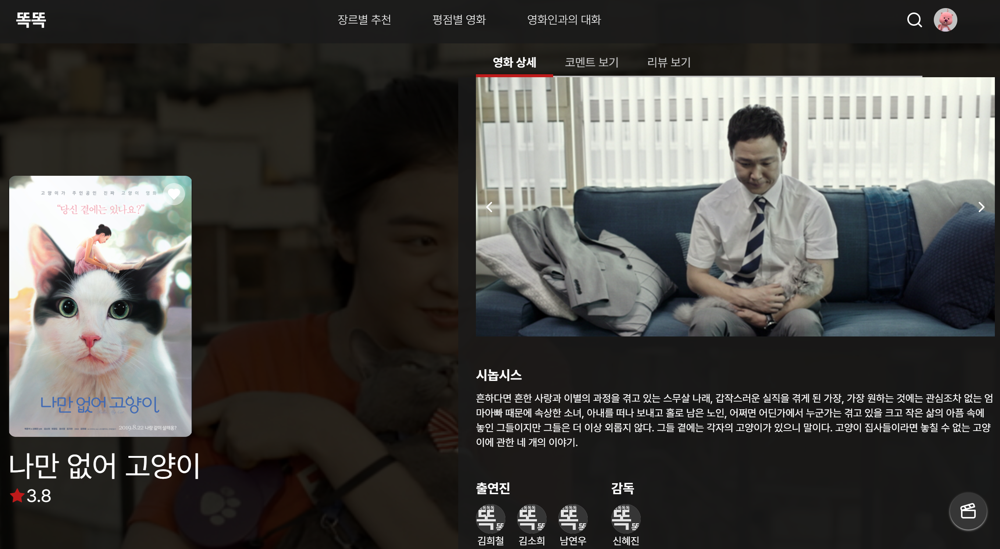 똑똑
장르별 추천
평점별 영화
영화인과의 대화
영화 상세
코멘트 보기
리뷰 보기
고양이가 주인공인 진짜 고양이 영화
“당신 곁에는 있나요?”
나만 없어 고양이
2019.8.22 나랑 같이 살래옹?
나만 없어 고양이
3.8
시놉시스
흔하다면 흔한 사랑과 이별의 과정을 겪고 있는 스무살 나래, 갑작스러운 실직을 겪게 된 가장, 가장 원하는 것에는 관심조차 없는 엄
마아빠 때문에 속상한 소녀, 아내를 떠나 보내고 홀로 남은 노인, 어쩌면 어딘가에서 누군가는 겪고 있을 크고 작은 삶의 아픔 속에
놓인 그들이지만 그들은 더 이상 외롭지 않다. 그들 곁에는 각자의 고양이가 있으니 말이다. 고양이 집사들이라면 놓칠 수 없는 고양
이에 관한 네 개의 이야기.
출연진
감독
똑
똑
똑
똑
김희철
김소희
남연우
신혜진